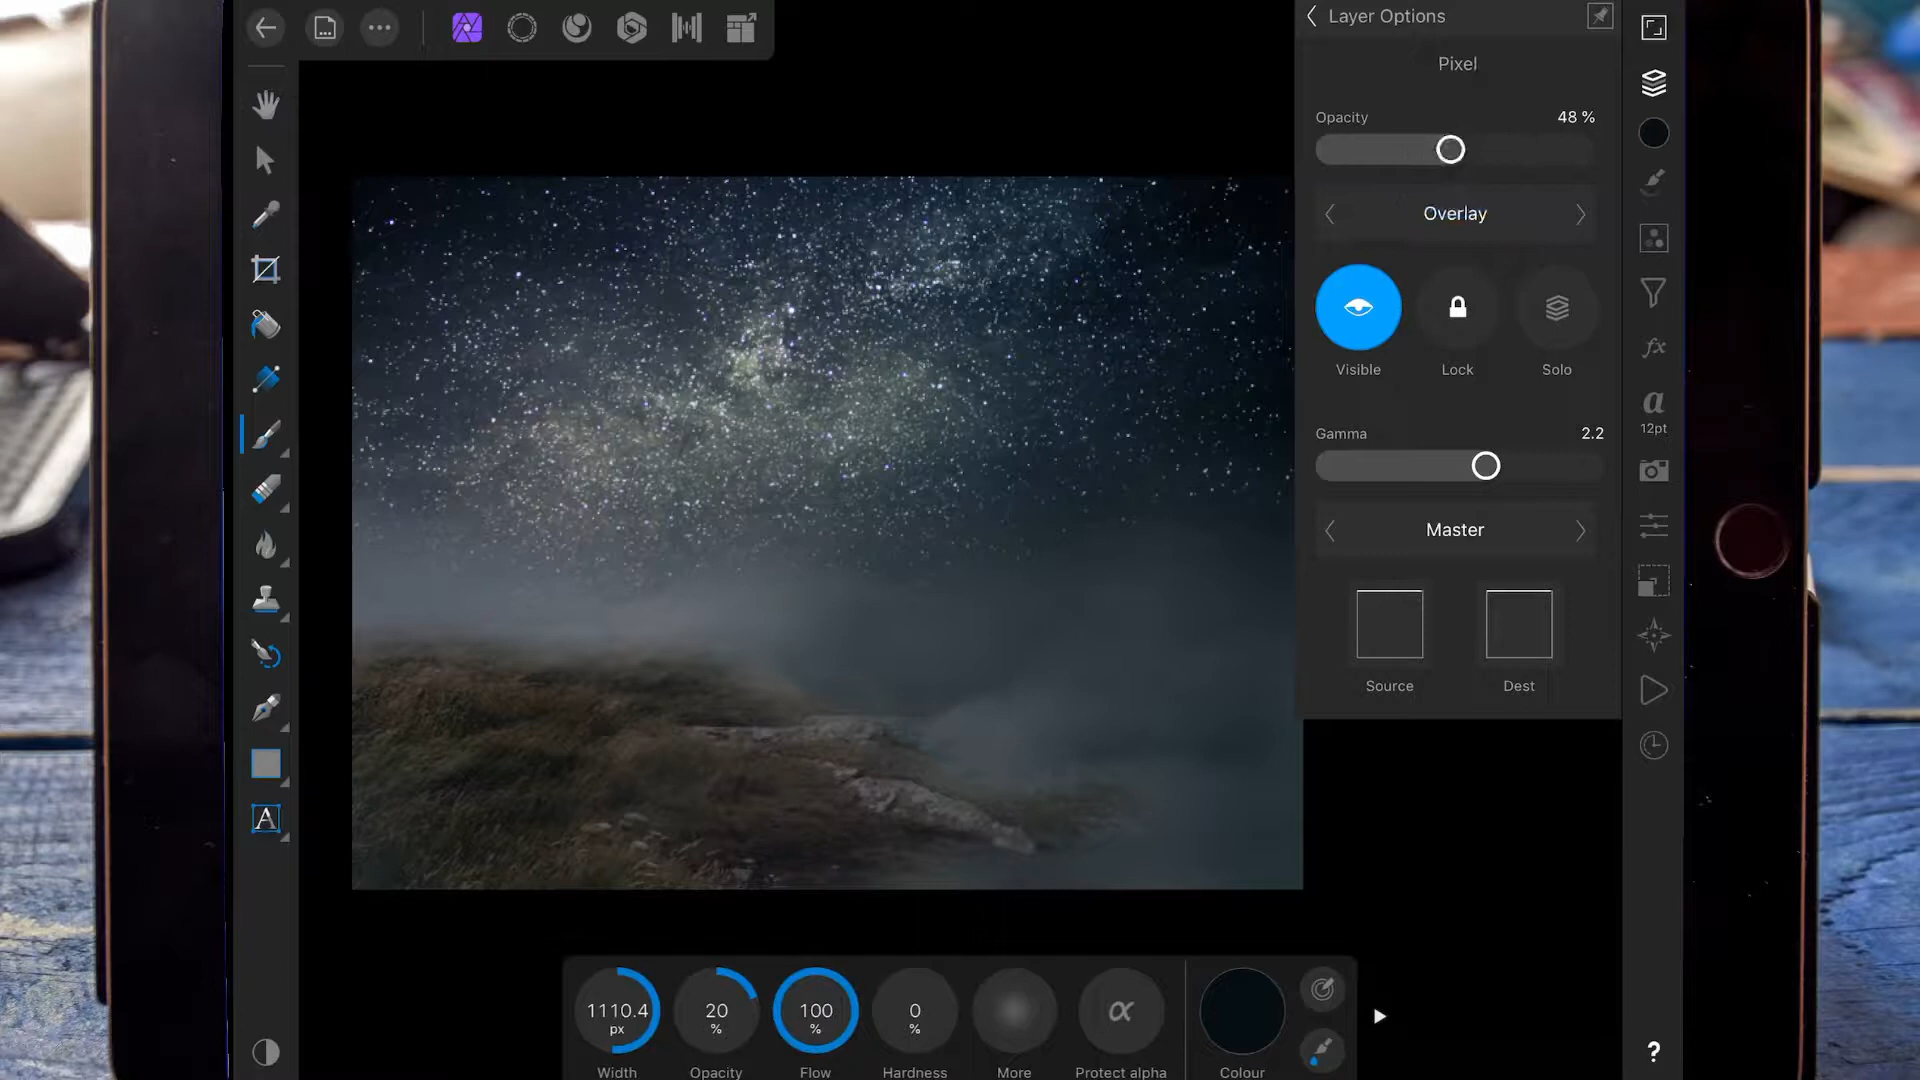 Layer Options
Pixel
Opacity 48 %
Overlay
Visible Lock Solo
Gamma 2.2
Master
Source Dest
a
12pt
fx
A
1110.4 px
20 %
100 %
0 %
α
Width Opacity Flow Hardness More Protect alpha Colour
?